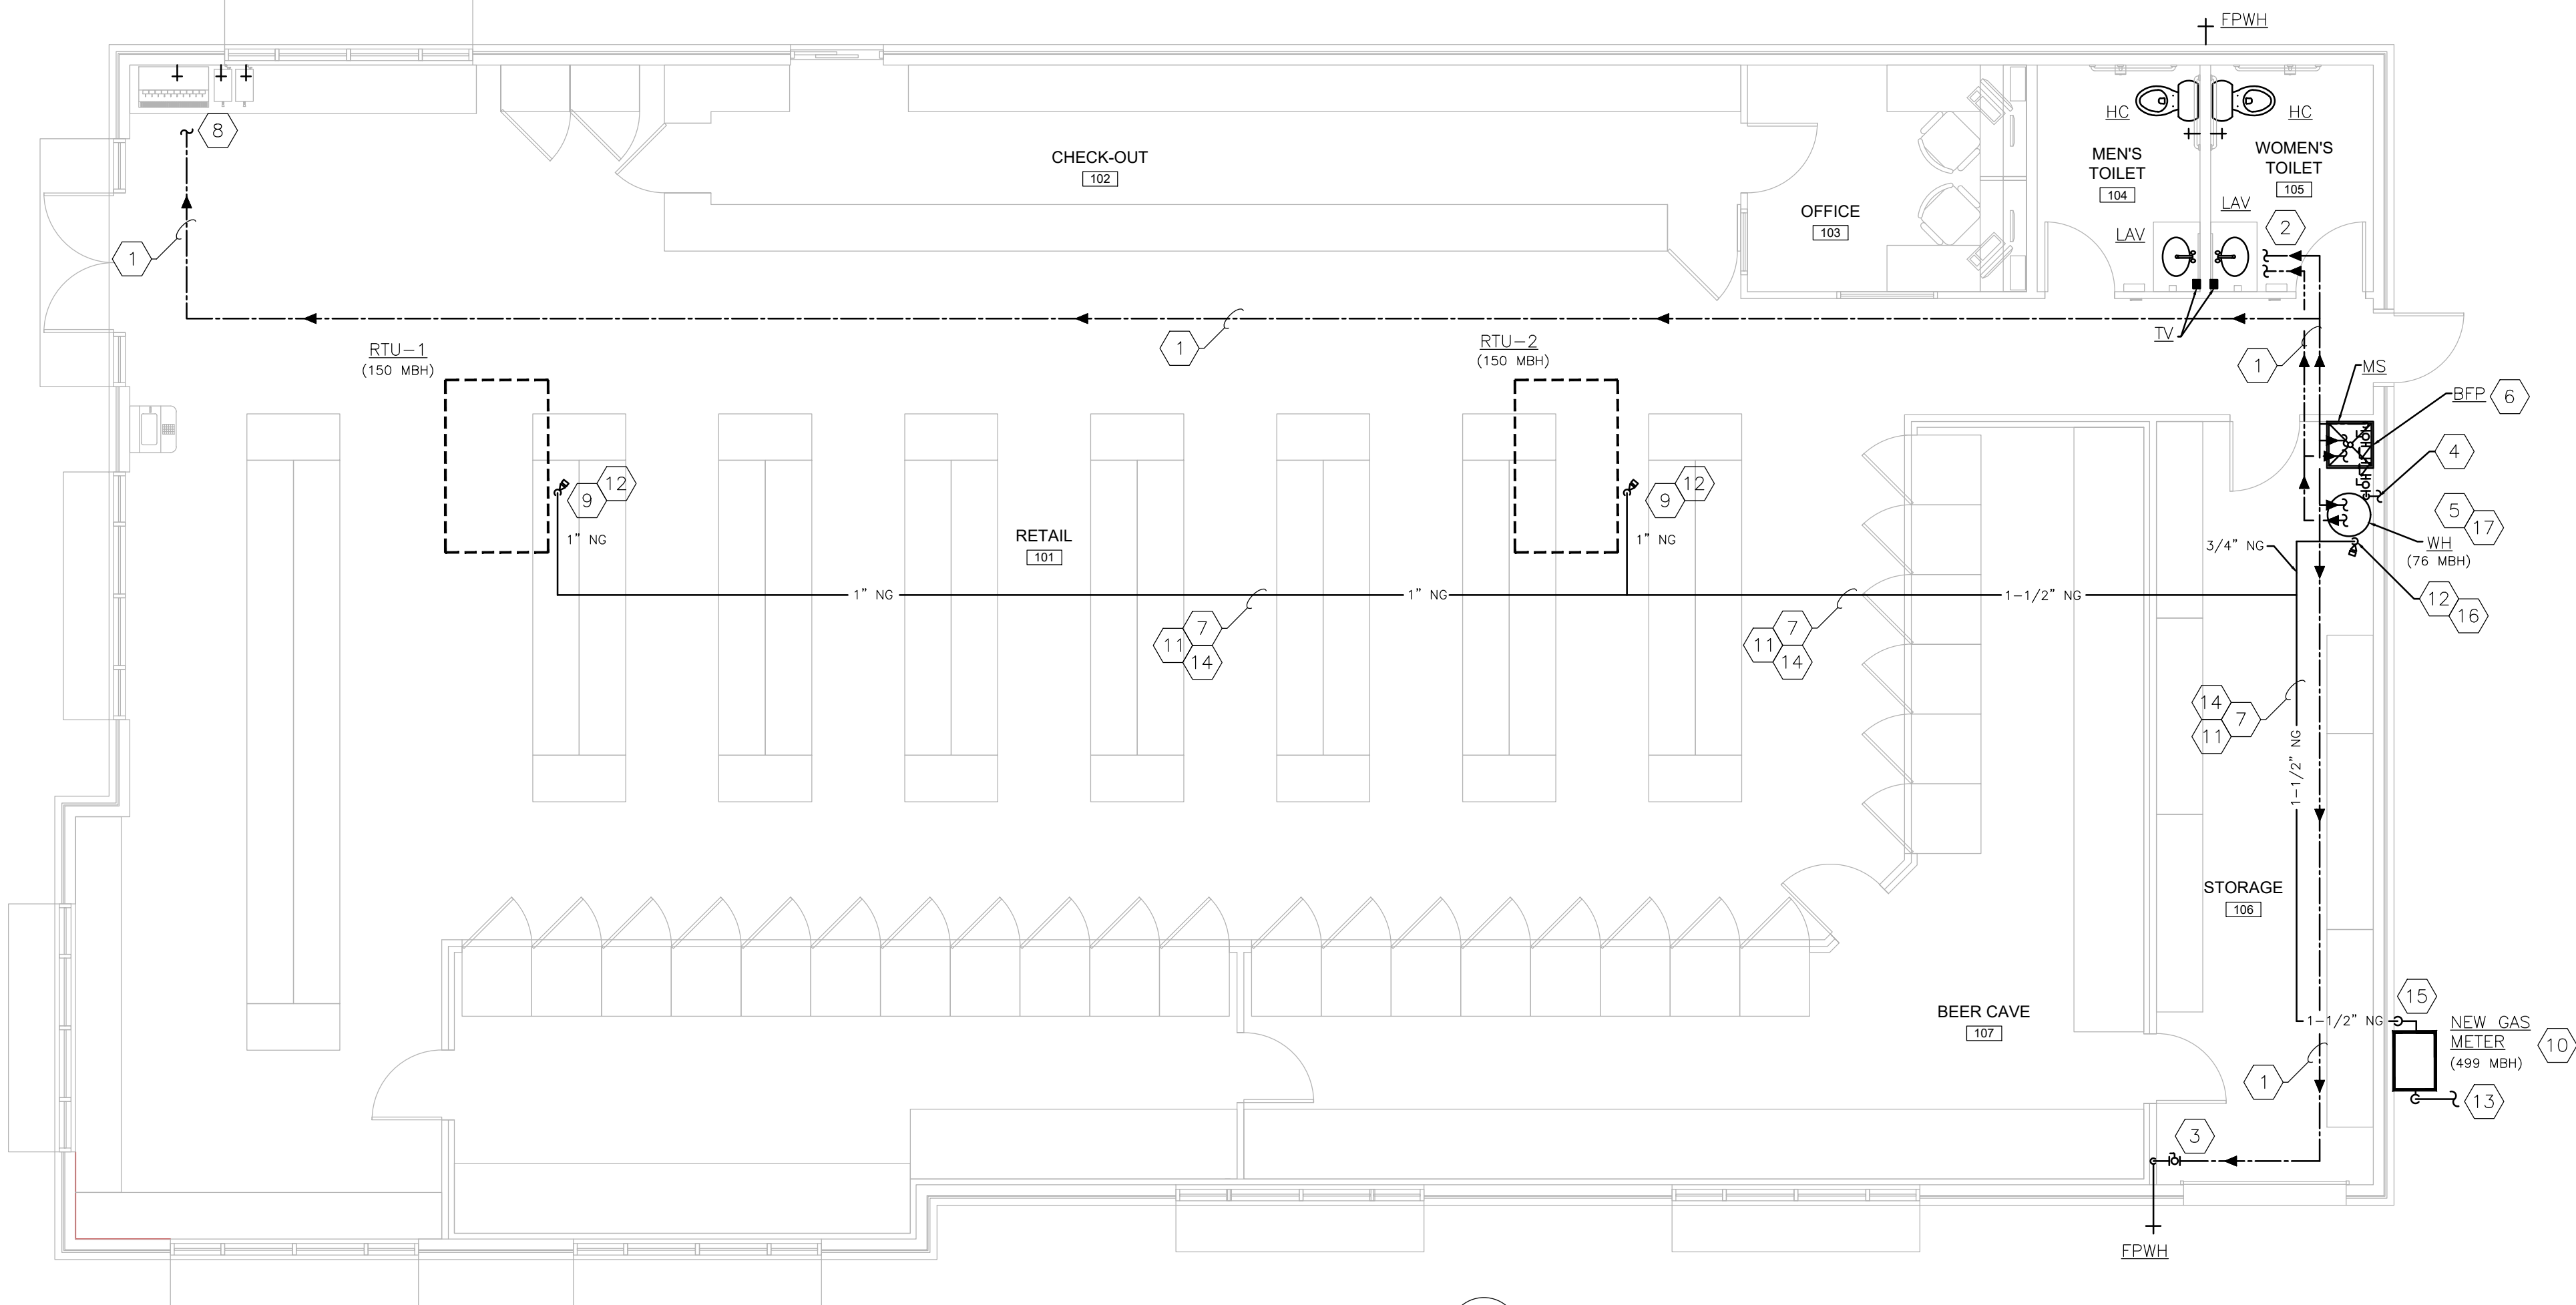 FPWH
HC
HC
8
CHECK-OUT
102
MEN'S
TOILET
104
WOMEN'S
TOILET
105
OFFICE
103
LAV
LAV
2
1
1
TV
1
RTU-1
(150 MBH)
RTU-2
(150 MBH)
MS
BFP
6
4
9
12
1" NG
9
12
1" NG
RETAIL
101
5
17
WH
(76 MBH)
3/4" NG
1" NG
1" NG
1-1/2" NG
12
16
7
11
14
7
11
14
14
7
11
1-1/2" NG
STORAGE
106
BEER CAVE
107
15
1-1/2" NG
NEW GAS
METER
(499 MBH)
10
1
13
3
FPWH